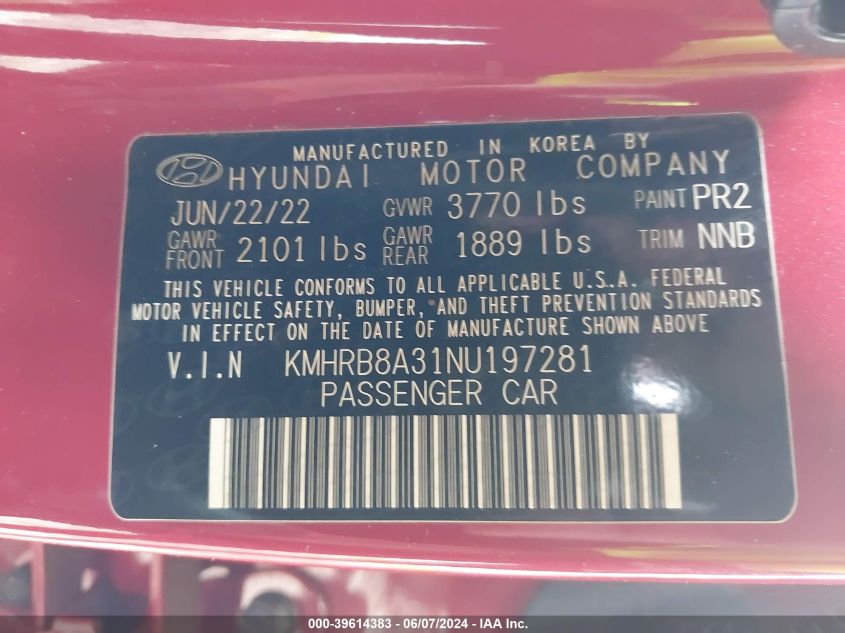 MANUFACTURED IN KOREA BY
HYUNDAI MOTOR COMPANY
JUN/22/22 GVWR 3770 lbs PAINT PR2
GAWR FRONT 2101 lbs GAWR REAR 1889 lbs TRIM NNB
THIS VEHICLE CONFORMS TO ALL APPLICABLE U.S.A. FEDERAL
MOTOR VEHICLE SAFETY, BUMPER, AND THEFT PREVENTION STANDARDS
IN EFFECT ON THE DATE OF MANUFACTURE SHOWN ABOVE
V.I.N KMHRB8A31NU197281
PASSENGER CAR
000-39614383 - 06/07/2024 - IAAI.com